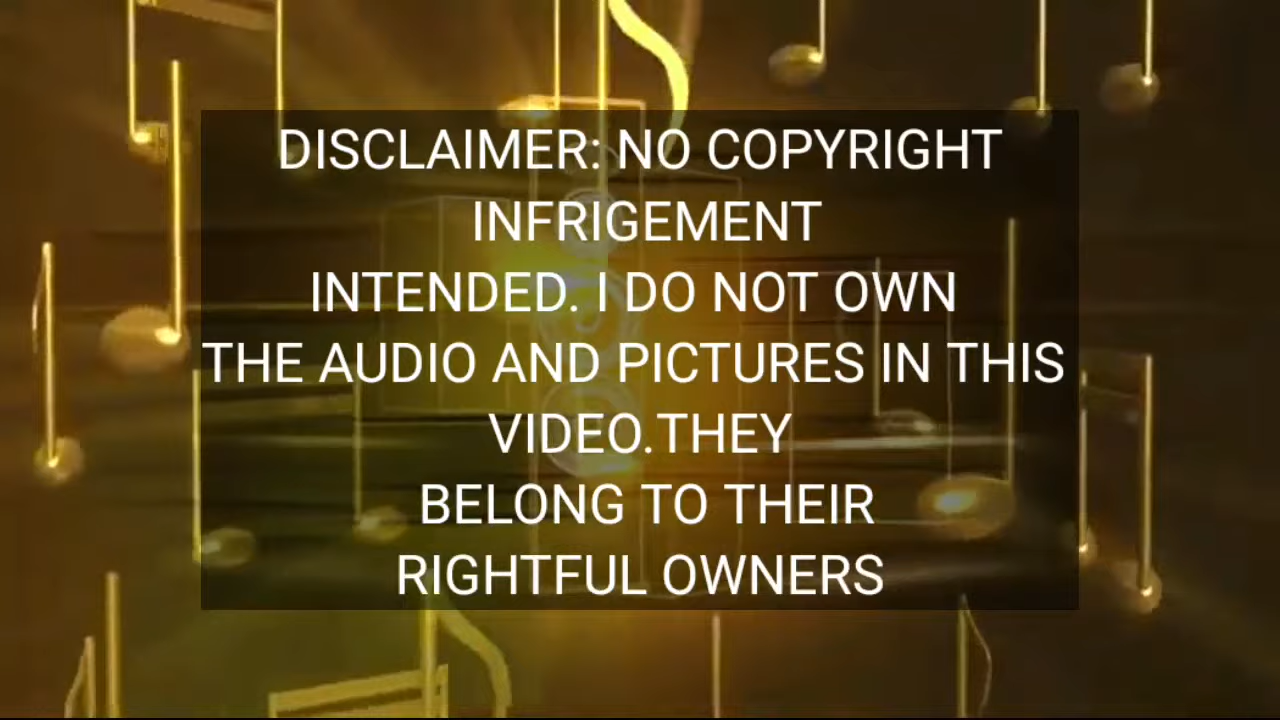 DISCLAIMER: NO COPYRIGHT
INFRIGEMENT
INTENDED. I DO NOT OWN
THE AUDIO AND PICTURES IN THIS
VIDEO.THEY
BELONG TO THEIR
RIGHTFUL OWNERS